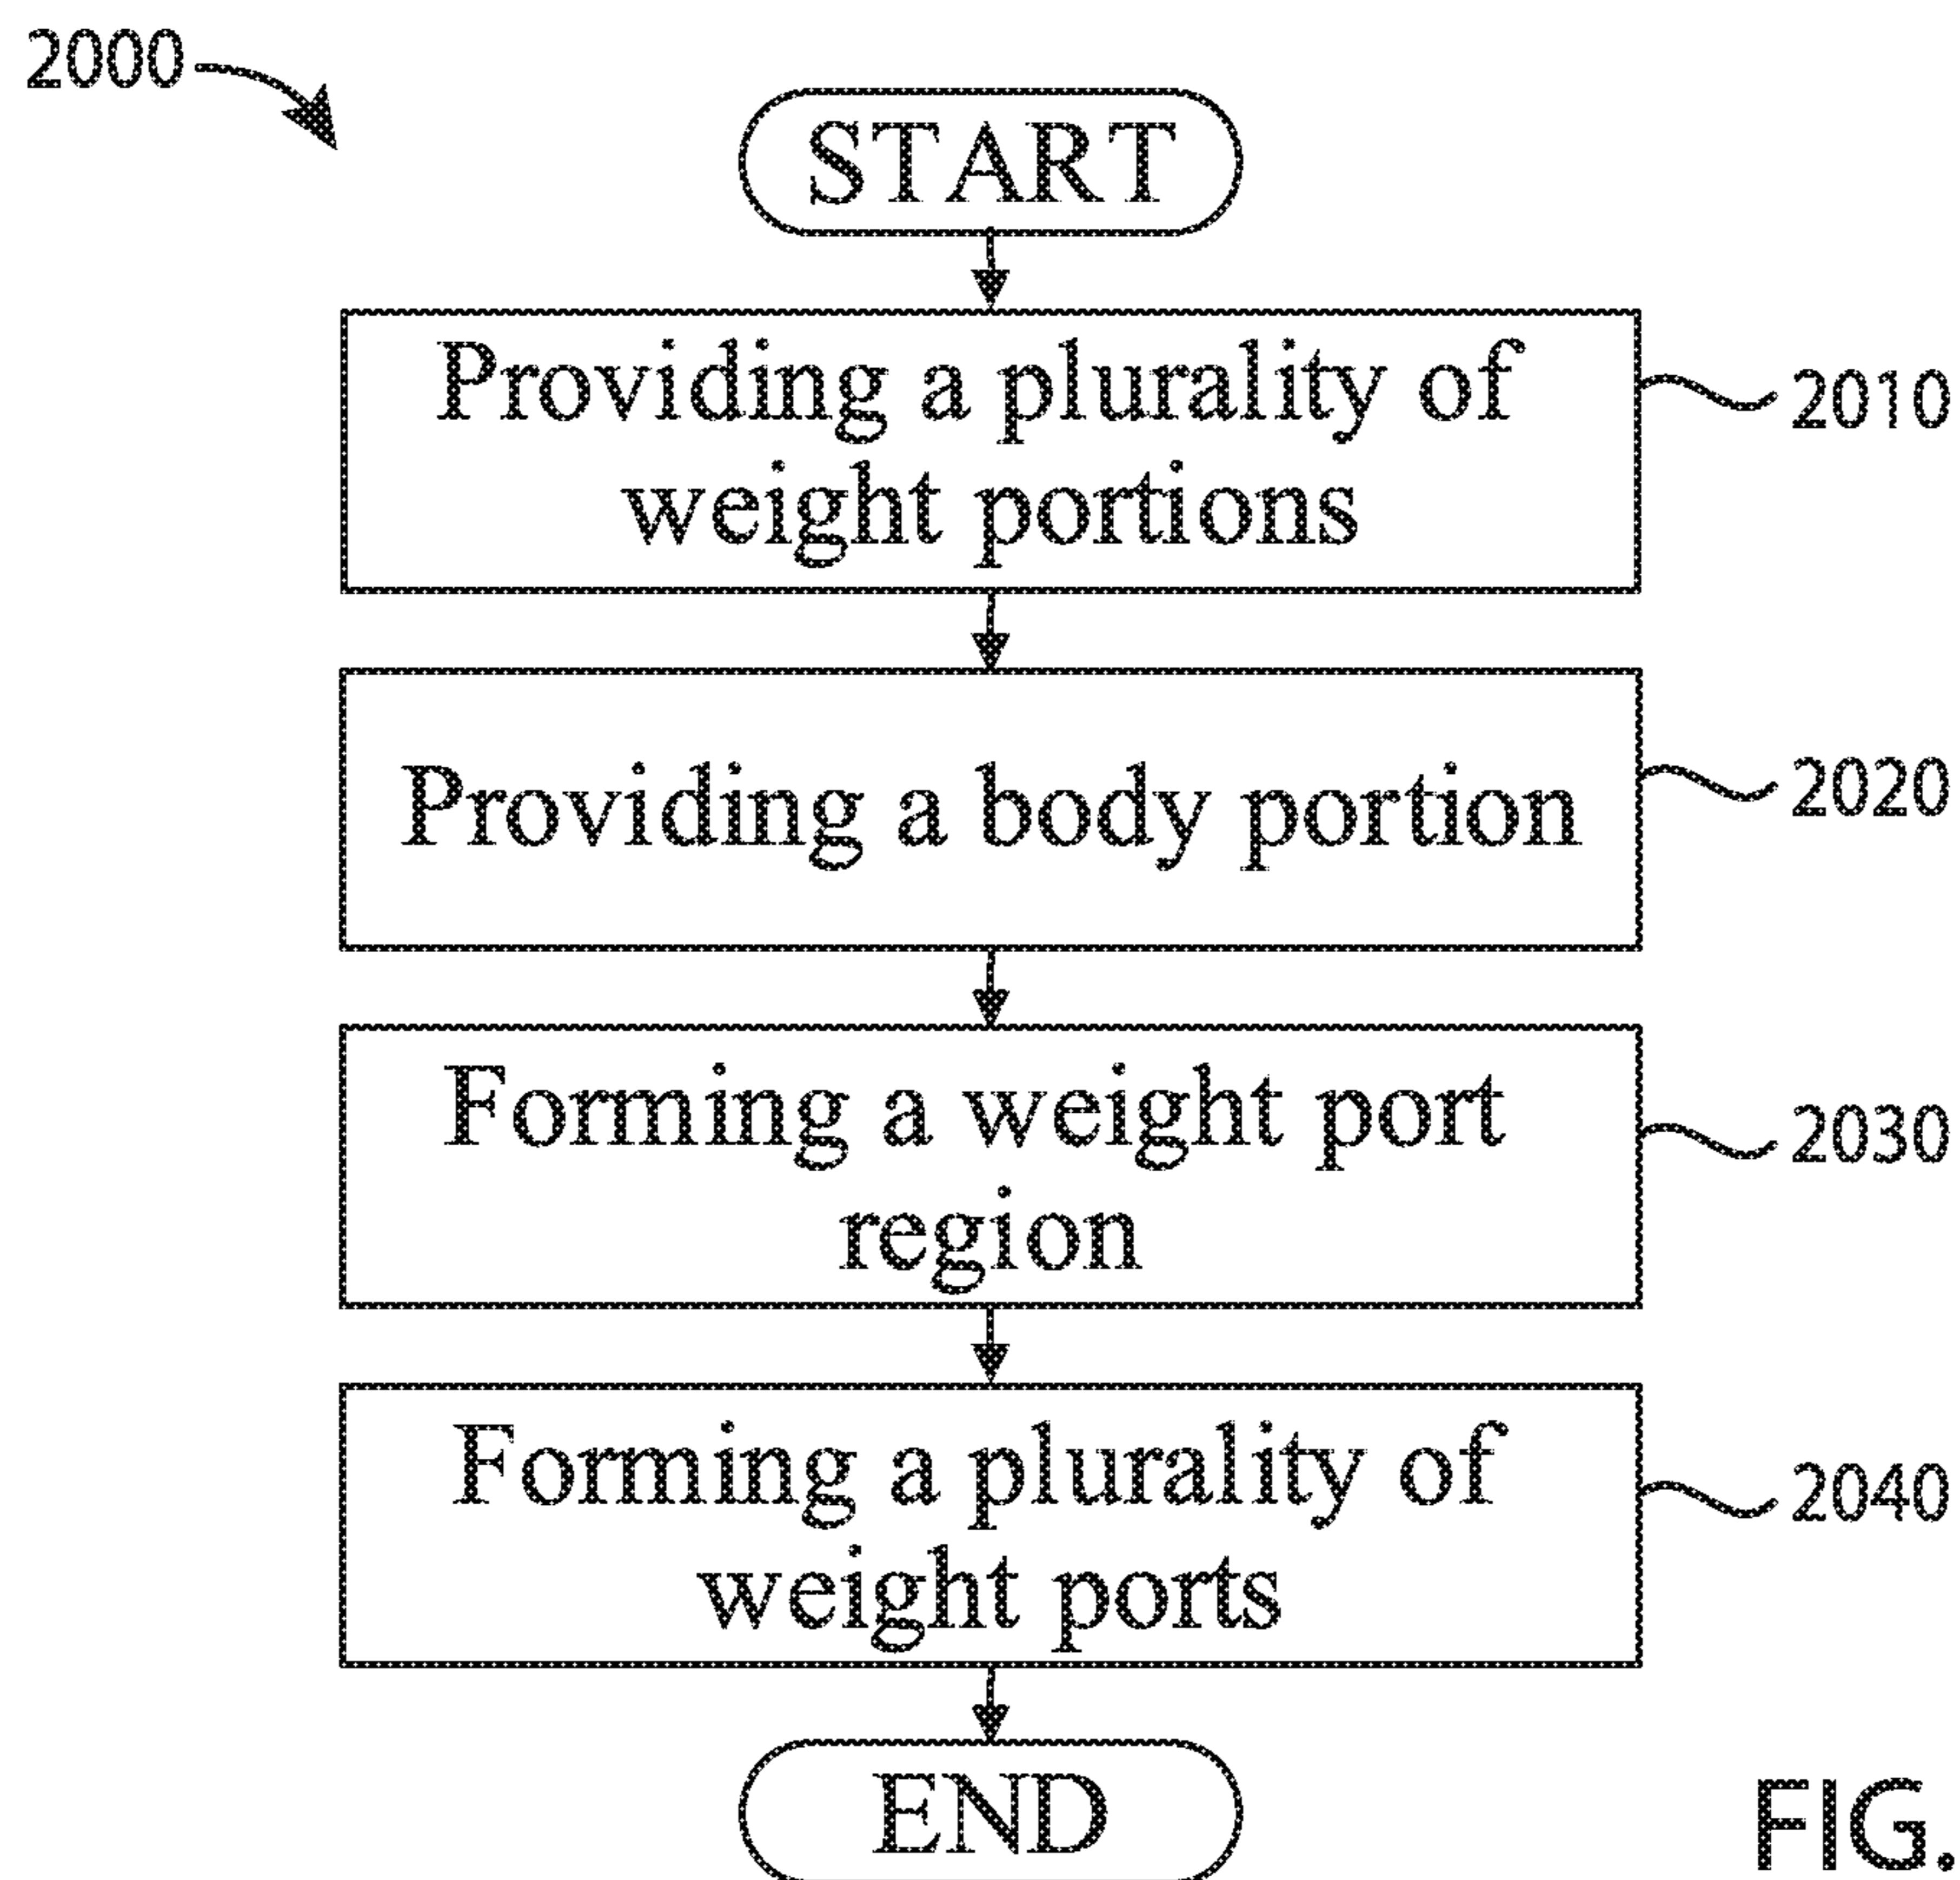 2000
START
Providing a plurality of
weight portions
2010
Providing a body portion
2020
Forming a weight port
region
2030
Forming a plurality of
weight ports
2040
END
FIG.